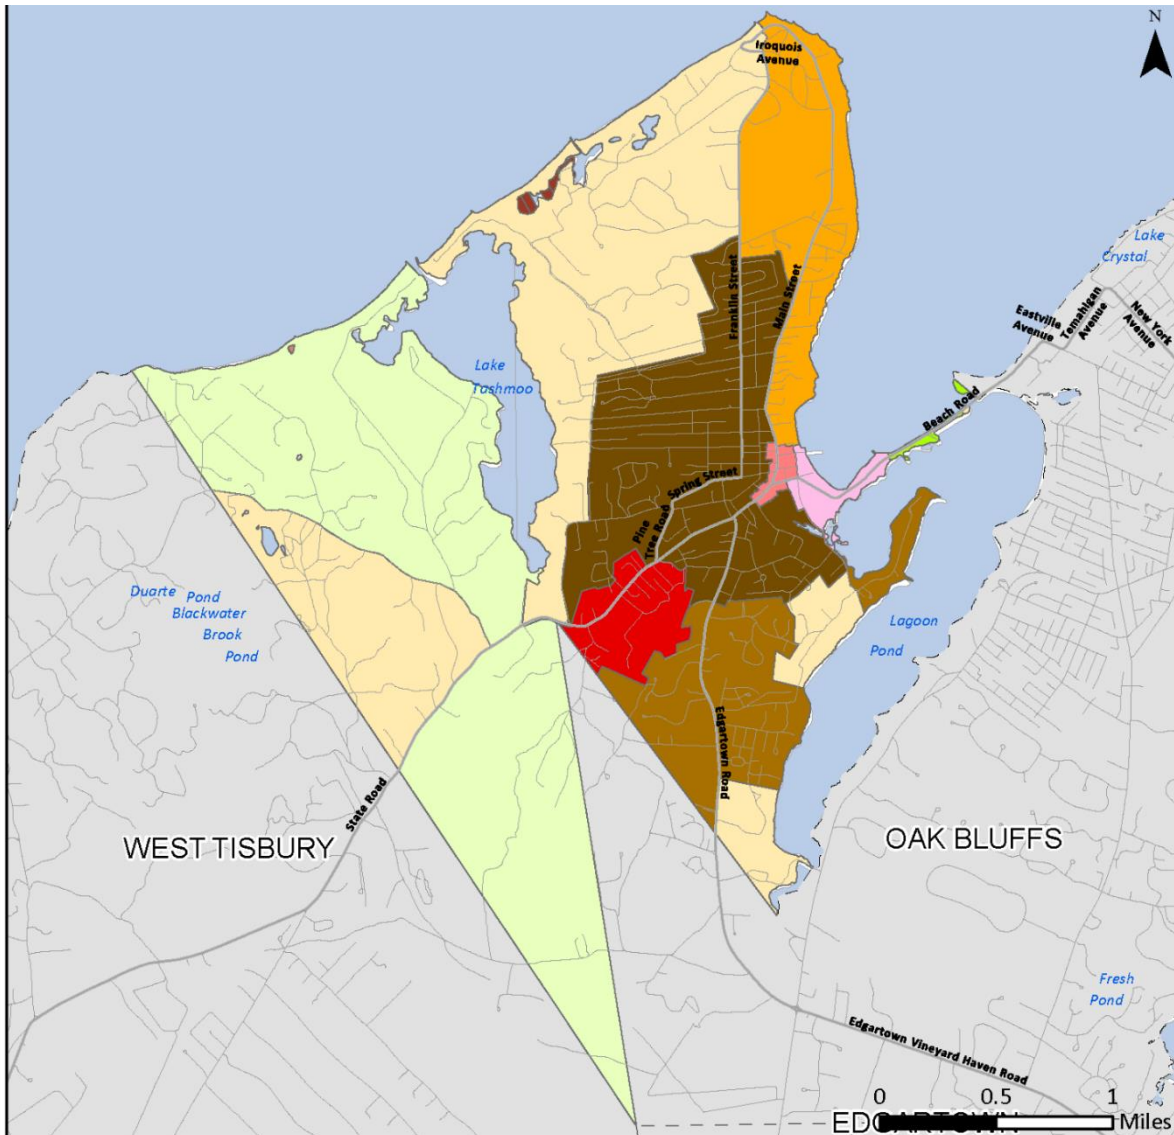 N
Iroquois
Avenue
Lake
Crystal
Franklin Street
Main Street
Eastville
Avenue
Temahigan
Avenue
New York
Avenue
Lake
Tashmoo
Beach Road
Spring Street
Pine
Tree Road
Duarte Pond
Blackwater
Brook
Pond
Lagoon
Pond
Edgartown Road
State Road
WEST TISBURY
OAK BLUFFS
Fresh
Pond
Edgartown Vineyard Haven Road
0 0.5 1
Miles
EDGARTOWN